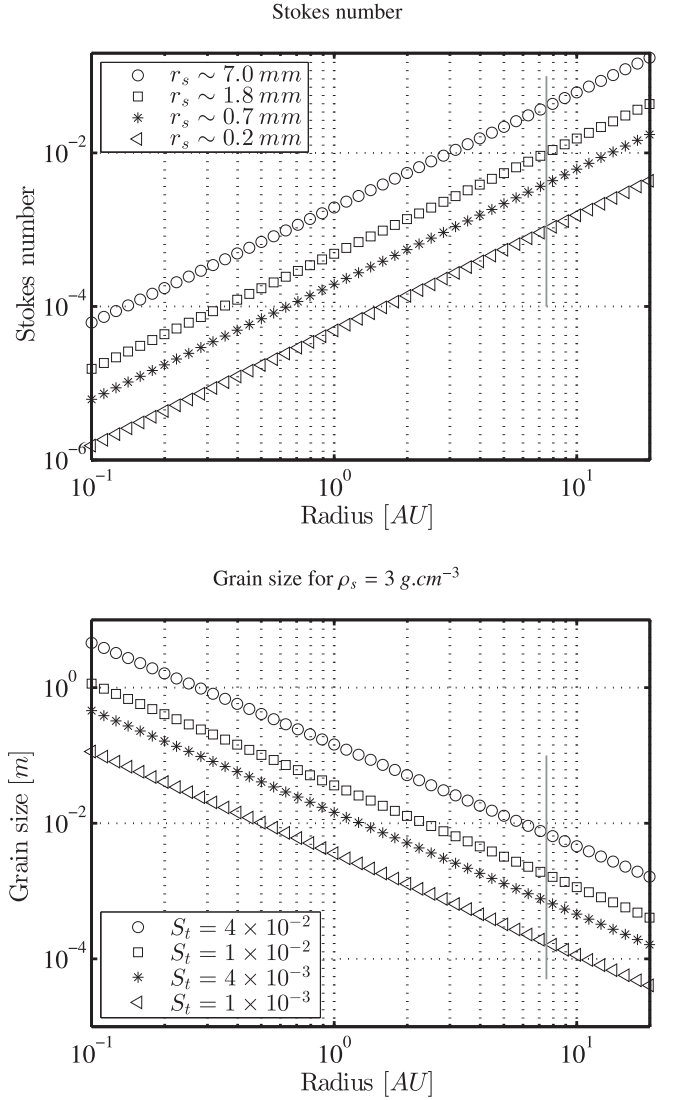 Stokes number
r_s ∼ 7.0 mm
r_s ∼ 1.8 mm
r_s ∼ 0.7 mm
r_s ∼ 0.2 mm
10^{-2}
10^{-4}
10^{-6}
Stokes number
10^{-1} 10^{0} 10^{1}
Radius [AU]
Grain size for ρ_s = 3 g.cm^{-3}
10^{0}
10^{-2}
10^{-4}
Grain size [m]
S_t = 4 × 10^{-2}
S_t = 1 × 10^{-2}
S_t = 4 × 10^{-3}
S_t = 1 × 10^{-3}
10^{-1} 10^{0} 10^{1}
Radius [AU]